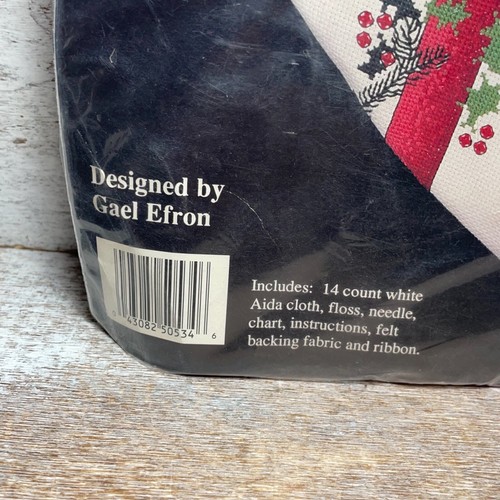 Designed by
Gael Efron
0 43082 50534 6
Includes: 14 count white
Aida cloth, floss, needle,
chart, instructions, felt
backing fabric and ribbon.